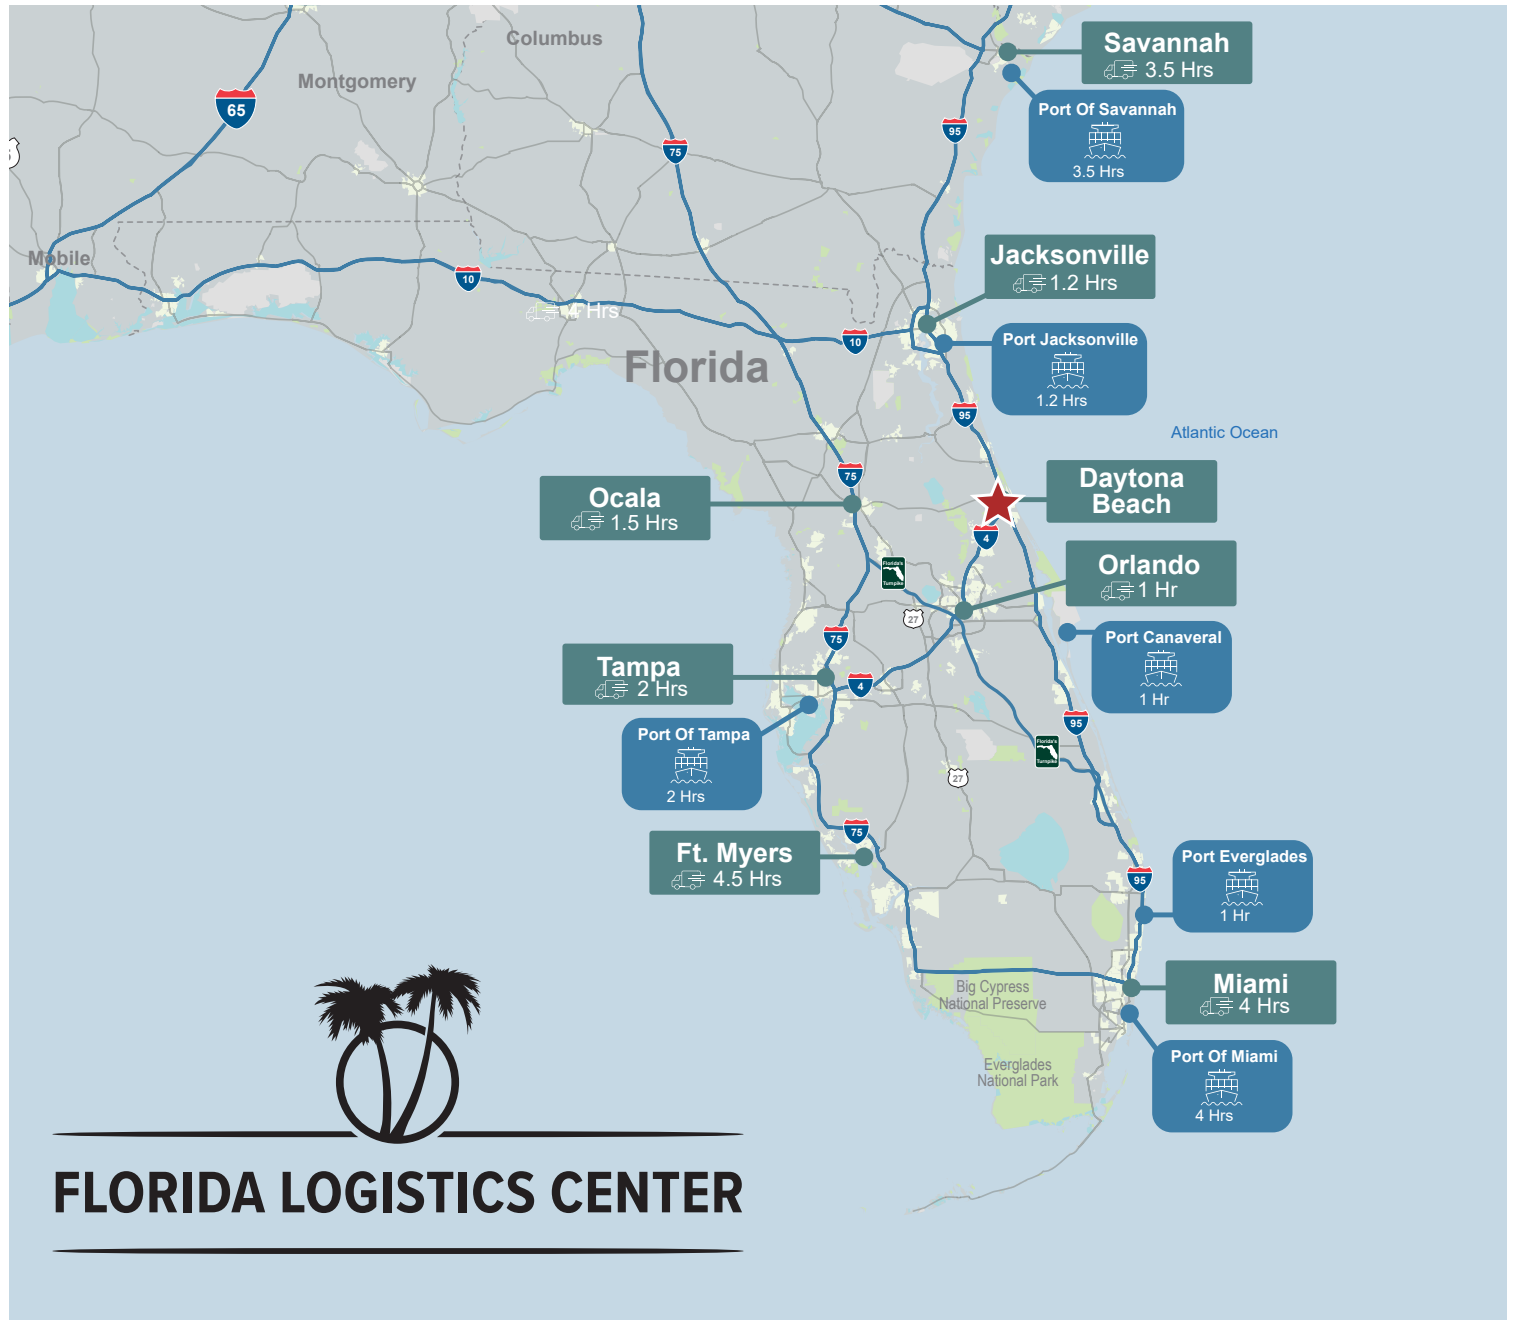 Columbus
Montgomery
65
75
95
Savannah
3.5 Hrs
Port Of Savannah
3.5 Hrs
Mobile
10
4 Hrs
10
Jacksonville
1.2 Hrs
Port Jacksonville
1.2 Hrs
Florida
95
Atlantic Ocean
75
Ocala
1.5 Hrs
Daytona
Beach
4
Florida's
Turnpike
Orlando
1 Hr
27
75
Port Canaveral
1 Hr
Tampa
2 Hrs
4
Port Of Tampa
2 Hrs
95
Florida's
Turnpike
27
75
Ft. Myers
4.5 Hrs
Port Everglades
1 Hr
95
Miami
4 Hrs
Big Cypress
National Preserve
Port Of Miami
4 Hrs
Everglades
National Park
FLORIDA LOGISTICS CENTER